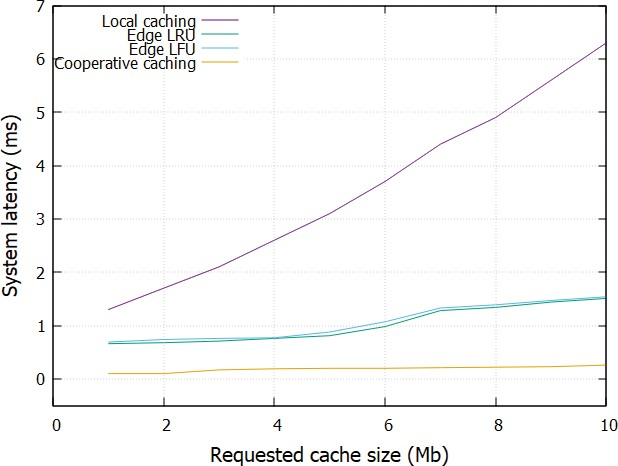 7
6
5
4
3
2
1
0
System latency (ms)
Local caching
Edge LRU
Edge LFU
Cooperative caching
0 2 4 6 8 10
Requested cache size (Mb)